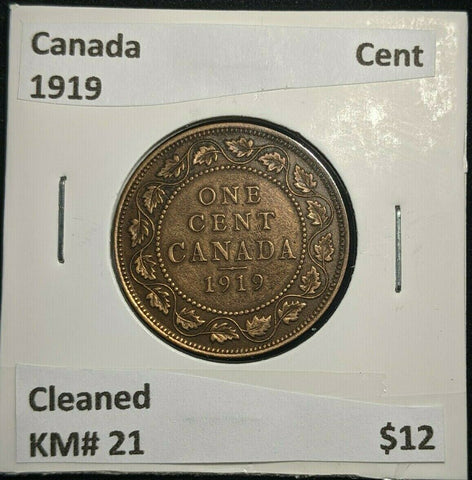 Canada Cent
1919
ONE
CENT
CANADA
1919
Cleaned
KM# 21 $12